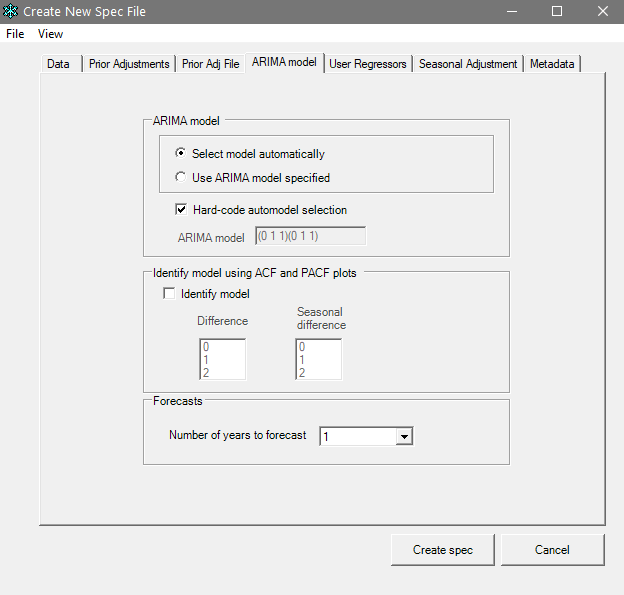 Create New Spec File
File View
Data Prior Adjustments Prior Adj File ARIMA model User Regressors Seasonal Adjustment Metadata
ARIMA model
Select model automatically
Use ARIMA model specified
Hard-code automodel selection
ARIMA model (0 1 1)(0 1 1)
Identify model using ACF and PACF plots
Identify model
Difference
Seasonal
difference
0 0
1 1
2 2
Forecasts
Number of years to forecast 1
Create spec Cancel